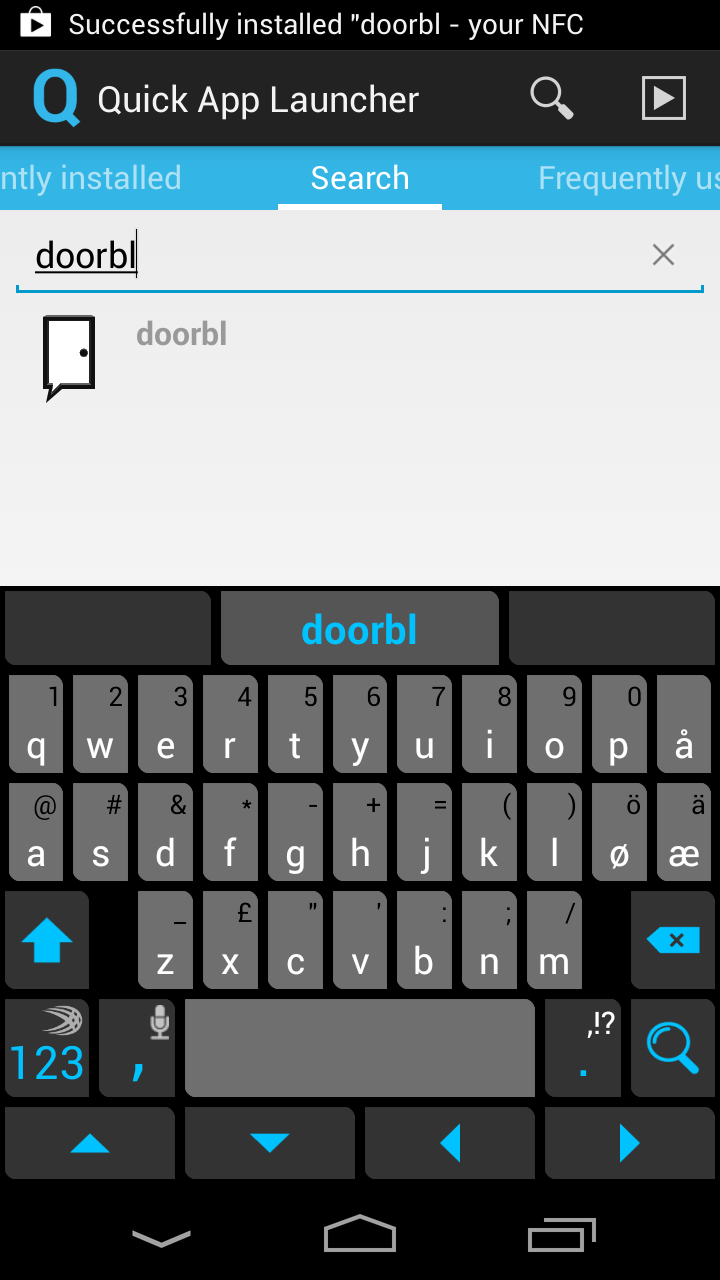 Successfully installed "doorbl - your NFC
Q Quick App Launcher
ntly installed Search Frequently us
doorbl
doorbl
doorbl
1 2 3 4 5 6 7 8 9 0
q w e r t y u i o p å
@ # & * - + = ( ) ö ä
a s d f g h j k l ø æ
_ £ " ' : ; /
z x c v b n m
,!?
123 , .